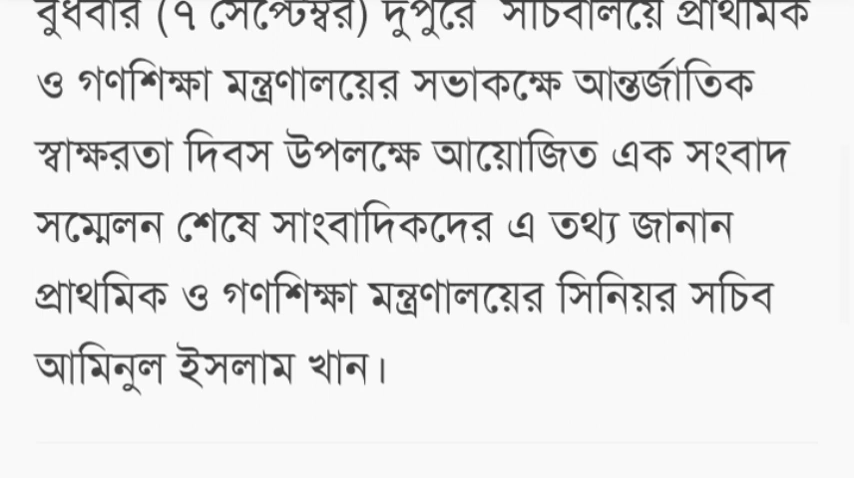 বুধবার (৭ সেপ্টেম্বর) দুপুরে সচিবালয়ে প্রাথমিক
ও গণশিক্ষা মন্ত্রণালয়ের সভাকক্ষে আন্তর্জাতিক
স্বাক্ষরতা দিবস উপলক্ষে আয়োজিত এক সংবাদ
সম্মেলন শেষে সাংবাদিকদের এ তথ্য জানান
প্রাথমিক ও গণশিক্ষা মন্ত্রণালয়ের সিনিয়র সচিব
আমিনুল ইসলাম খান।